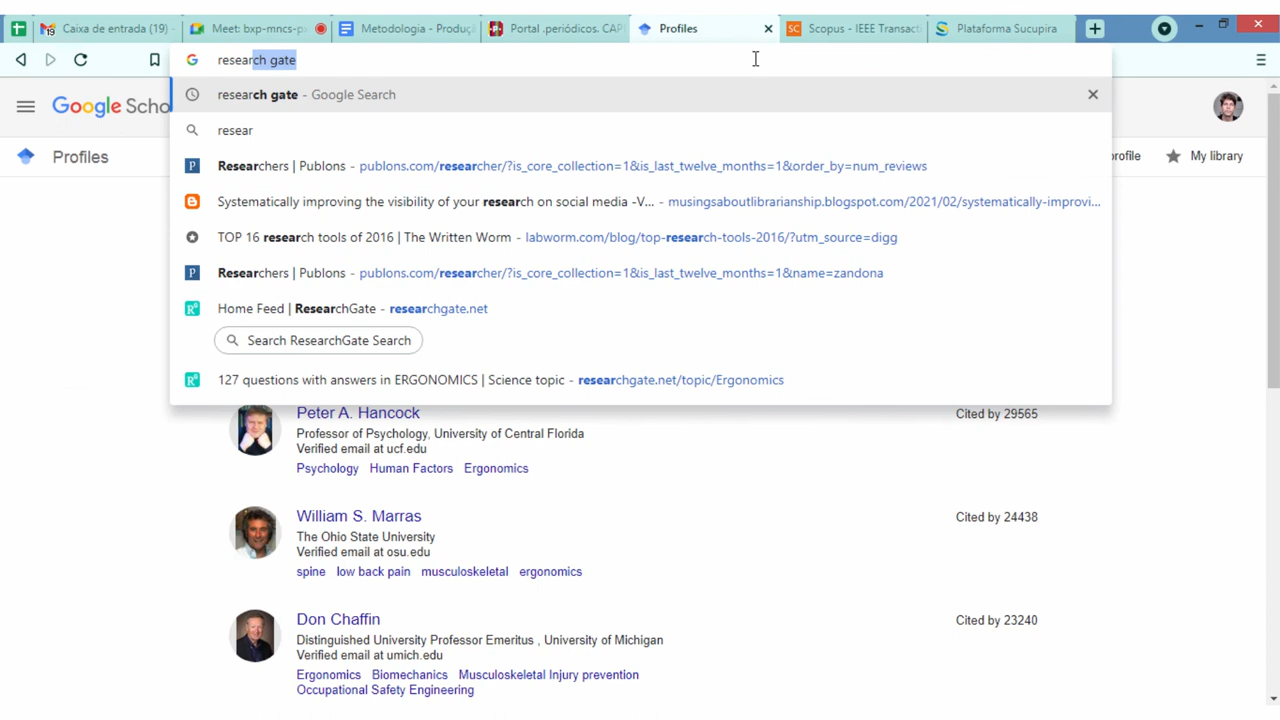 19
Caixa de entrada (19) -
Meet: bxp-mncs-p
Metodologia - Produç
Portal .periódicos. CAP
Profiles
SC
Scopus - IEEE Transact
Plataforma Sucupira
research gate
research gate - Google Search
resear
P
Researchers | Publons - publons.com/researcher/?is_core_collection=1&is_last_twelve_months=1&order_by=num_reviews
Systematically improving the visibility of your research on social media -V... - musingsaboutlibrarianship.blogspot.com/2021/02/systematically-improvi...
TOP 16 research tools of 2016 | The Written Worm - labworm.com/blog/top-research-tools-2016/?utm_source=digg
P
Researchers | Publons - publons.com/researcher/?is_core_collection=1&is_last_twelve_months=1&name=zandona
Home Feed | ResearchGate - researchgate.net
Search ResearchGate Search
127 questions with answers in ERGONOMICS | Science topic - researchgate.net/topic/Ergonomics
Google Scho
Profiles
rofile
My library
Peter A. Hancock
Cited by 29565
Professor of Psychology, University of Central Florida
Verified email at ucf.edu
Psychology Human Factors Ergonomics
William S. Marras
Cited by 24438
The Ohio State University
Verified email at osu.edu
spine low back pain musculoskeletal ergonomics
Don Chaffin
Cited by 23240
Distinguished University Professor Emeritus , University of Michigan
Verified email at umich.edu
Ergonomics Biomechanics Musculoskeletal Injury prevention
Occupational Safety Engineering